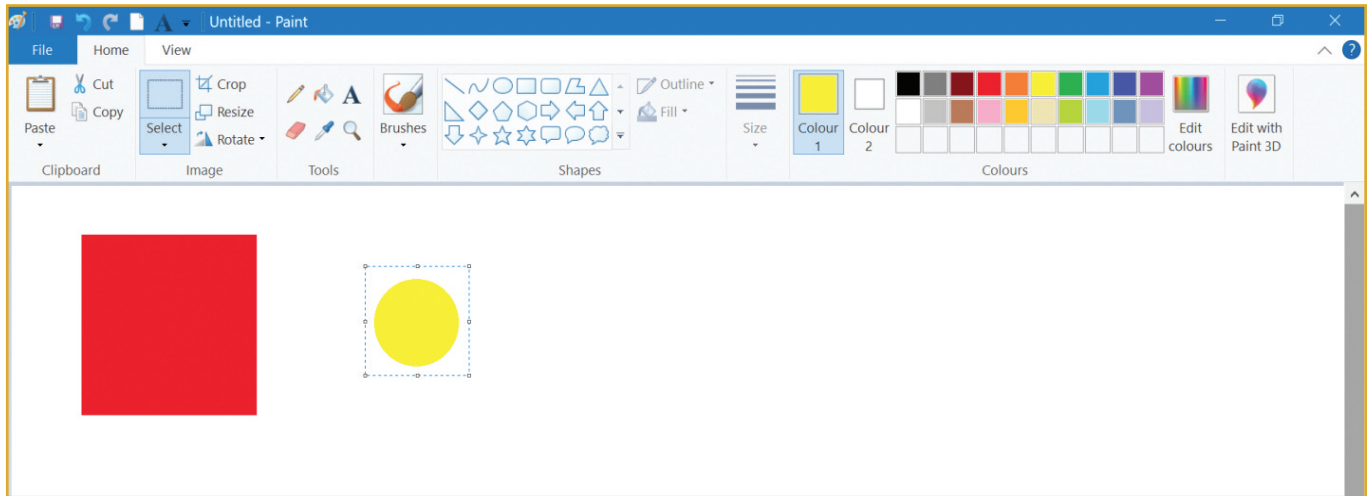 A Untitled - Paint
File Home View ?
Paste Cut Copy
Select Crop Resize Rotate
A
Brushes
Outline Fill
Size
Colour 1 Colour 2
Edit colours
Edit with Paint 3D
Clipboard Image Tools Shapes Colours